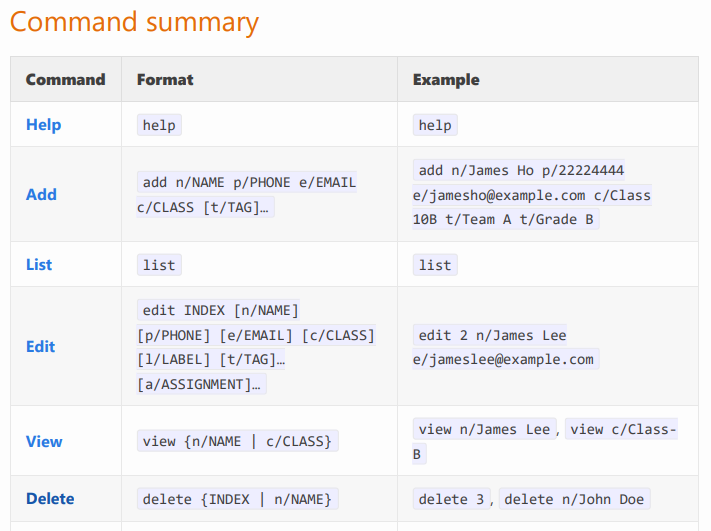 Command summary
Command Format Example
Help help help
Add
add n/NAME p/PHONE e/EMAIL
c/CLASS [t/TAG]…
add n/James Ho p/22224444
e/jamesho@example.com c/Class
10B t/Team A t/Grade B
List list list
Edit
edit INDEX [n/NAME]
[p/PHONE] [e/EMAIL] [c/CLASS]
[l/LABEL] [t/TAG]…
[a/ASSIGNMENT]…
edit 2 n/James Lee
e/jameslee@example.com
View
view {n/NAME | c/CLASS}
view n/James Lee, view c/Class-
B
Delete delete {INDEX | n/NAME} delete 3, delete n/John Doe